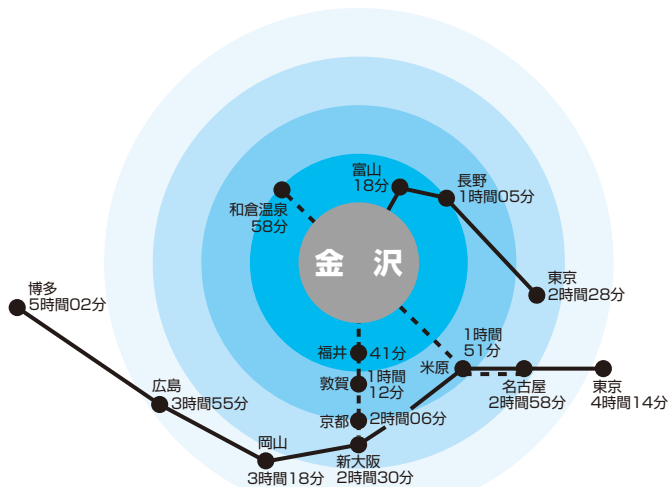 富山
18分
長野
1時間05分
和倉温泉
58分
金 沢
東京
2時間28分
博多
5時間02分
福井
41分
1時間
51分
米原
敦賀
1時間
12分
名古屋
2時間58分
東京
4時間14分
広島
3時間55分
京都
2時間06分
岡山
3時間18分
新大阪
2時間30分